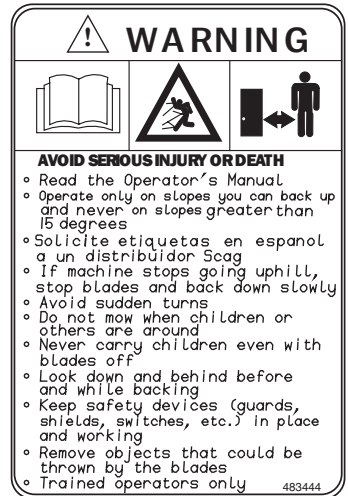 WARNING
AVOID SERIOUS INJURY OR DEATH
◦ Read the Operator's Manual
◦ Operate only on slopes you can back up
and never on slopes greater than
15 degrees
◦ Solicite etiquetas en espanol
a un distribuidor Scag
◦ If machine stops going uphill,
stop blades and back down slowly
◦ Avoid sudden turns
◦ Do not mow when children or
others are around
◦ Never carry children even with
blades off
◦ Look down and behind before
and while backing
◦ Keep safety devices (guards,
shields, switches, etc.) in place
and working
◦ Remove objects that could be
thrown by the blades
◦ Trained operators only 483444